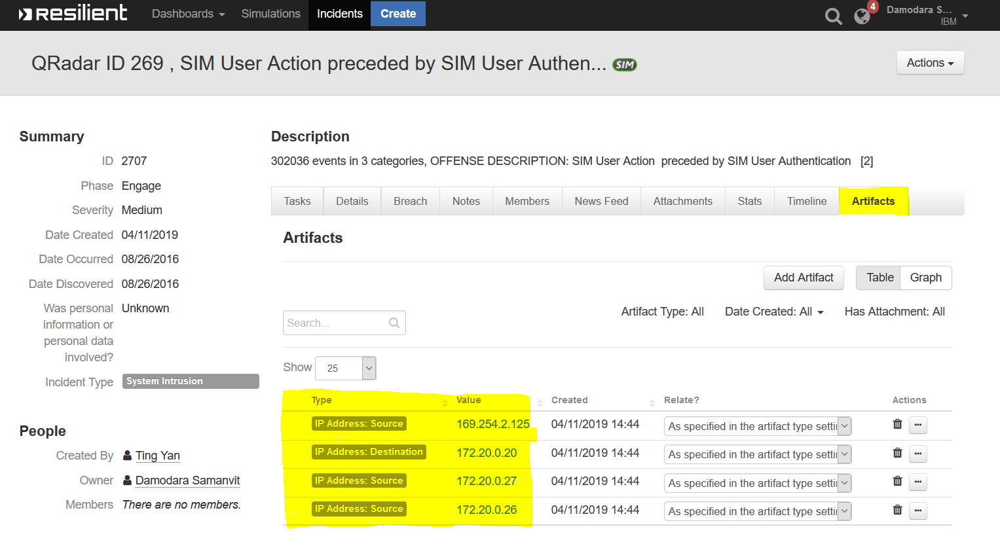 resilient Dashboards Simulations Incidents Create 4 Damodara S...
IBM
QRadar ID 269 , SIM User Action preceded by SIM User Authen... SIM Actions
Summary
ID 2707
Phase Engage
Severity Medium
Date Created 04/11/2019
Date Occurred 08/26/2016
Date Discovered 08/26/2016
Was personal Unknown
information or
personal data
involved?
Incident Type System Intrusion
People
Created By Ting Yan
Owner Damodara Samanvit
Members There are no members.
Description
302036 events in 3 categories, OFFENSE DESCRIPTION: SIM User Action preceded by SIM User Authentication [2]
Tasks Details Breach Notes Members News Feed Attachments Stats Timeline Artifacts
Artifacts
Add Artifact Table Graph
Artifact Type: All Date Created: All Has Attachment: All
Search...
Show 25
Type Value Created Relate? Actions
IP Address: Source 169.254.2.125 04/11/2019 14:44 As specified in the artifact type setti ...
IP Address: Destination 172.20.0.20 04/11/2019 14:44 As specified in the artifact type setti ...
IP Address: Source 172.20.0.27 04/11/2019 14:44 As specified in the artifact type setti ...
IP Address: Source 172.20.0.26 04/11/2019 14:44 As specified in the artifact type setti ...